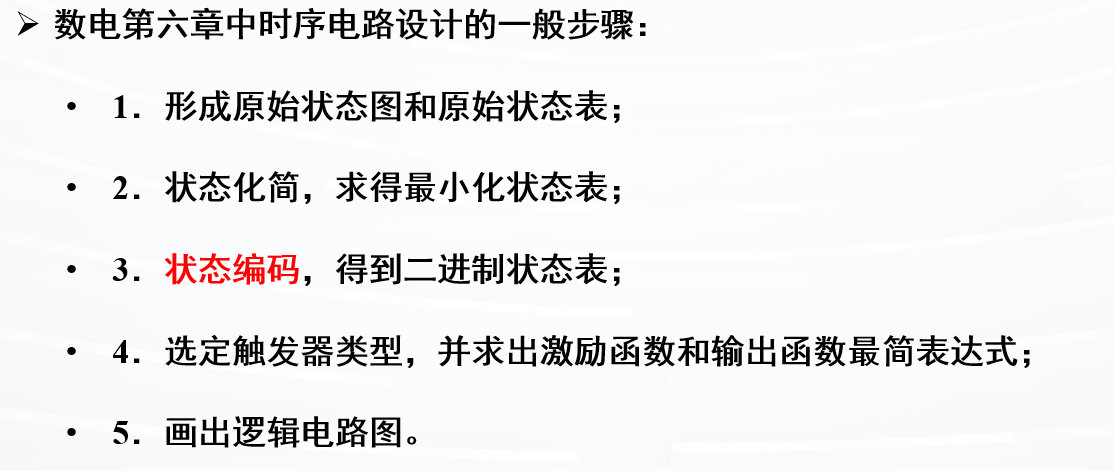 ➢ 数电第六章中时序电路设计的一般步骤：
• 1．形成原始状态图和原始状态表；
• 2．状态化简，求得最小化状态表；
• 3．状态编码，得到二进制状态表；
• 4．选定触发器类型，并求出激励函数和输出函数最简表达式；
• 5．画出逻辑电路图。